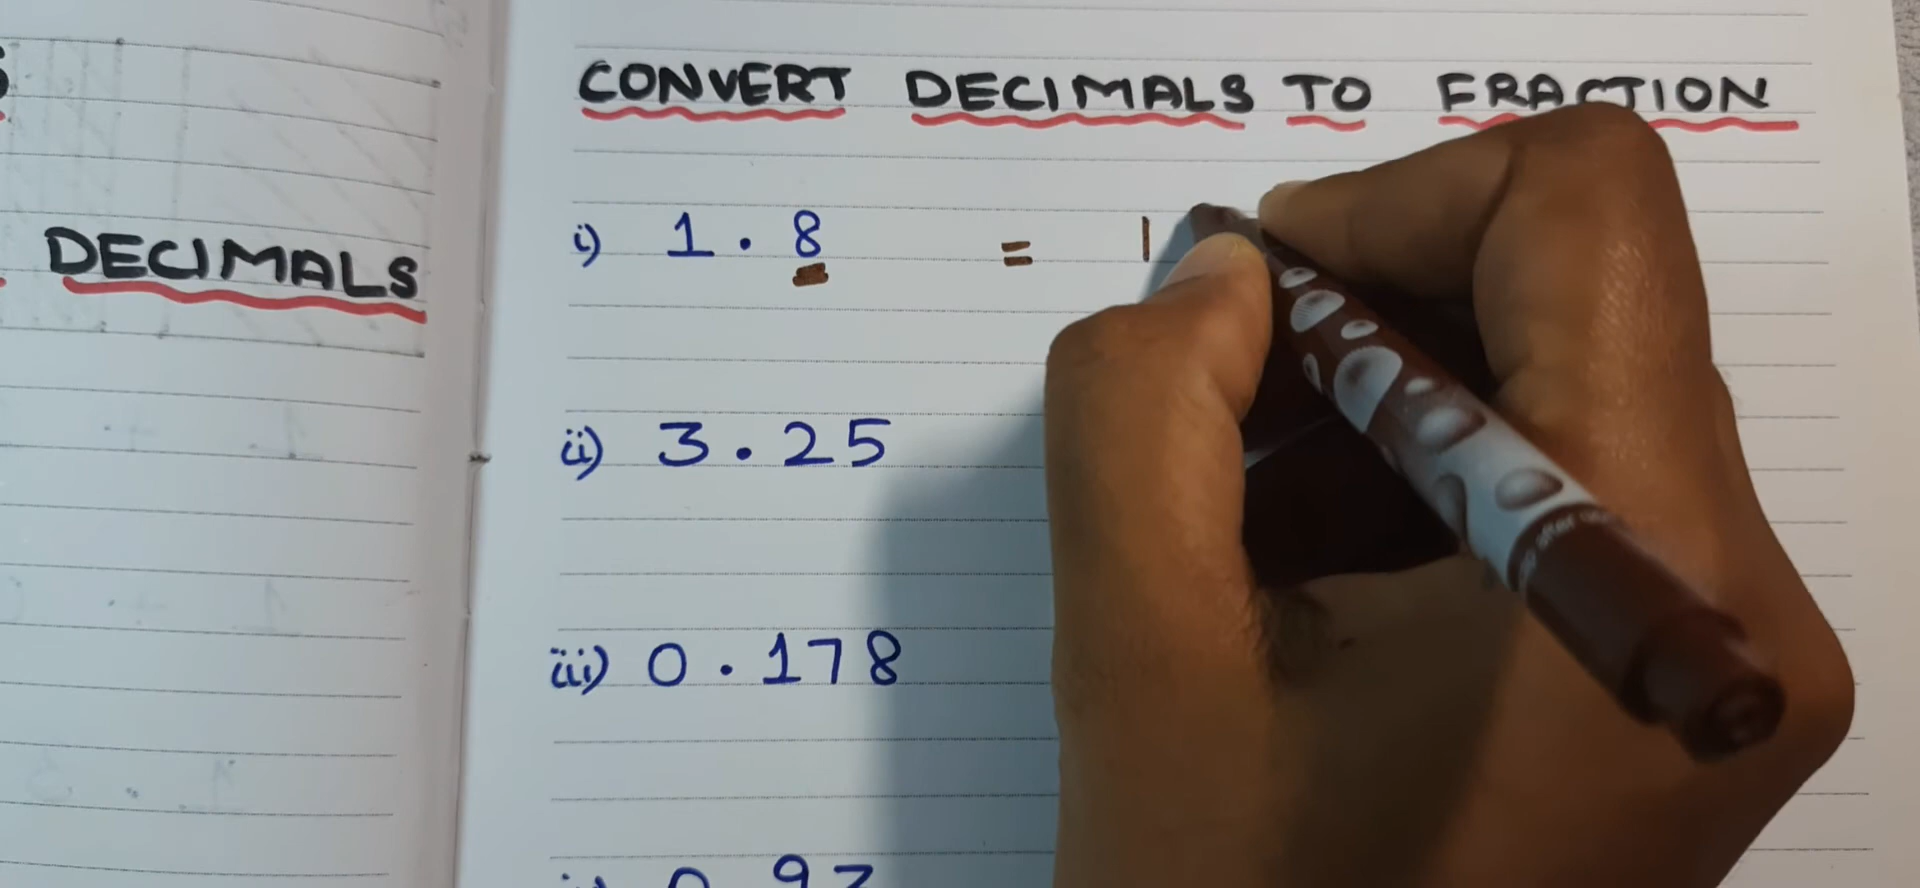 DECIMALS
CONVERT DECIMALS TO FRACTION
i) 1.8 = 1
ii) 3.25
iii) 0.178